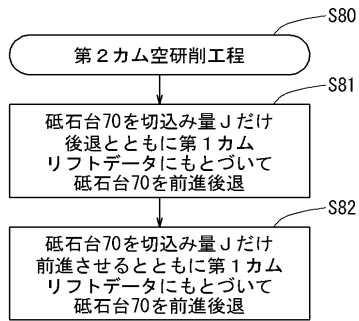 S80
第2カム空研削工程
S81
砥石台70を切込み量Jだけ
後退とともに第1カム
リフトデータにもとづいて
砥石台70を前進後退
S82
砥石台70を切込み量Jだけ
前進させるとともに第1カム
リフトデータにもとづいて
砥石台70を前進後退